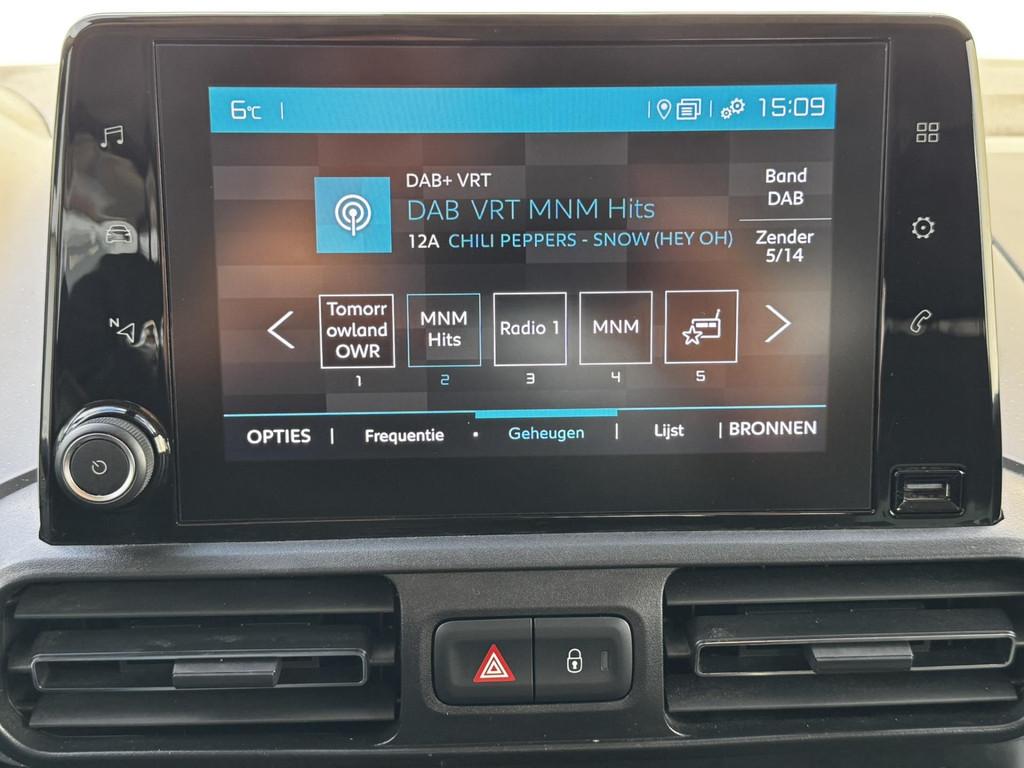 6°C
15:09
DAB+ VRT
DAB VRT MNM Hits
12A CHILI PEPPERS - SNOW (HEY OH)
Band
DAB
Zender
5/14
N
Tomorr
owland
OWR
MNM
Hits
Radio 1
MNM
1 2 3 4 5
OPTIES | Frequentie · Geheugen | Lijst | BRONNEN